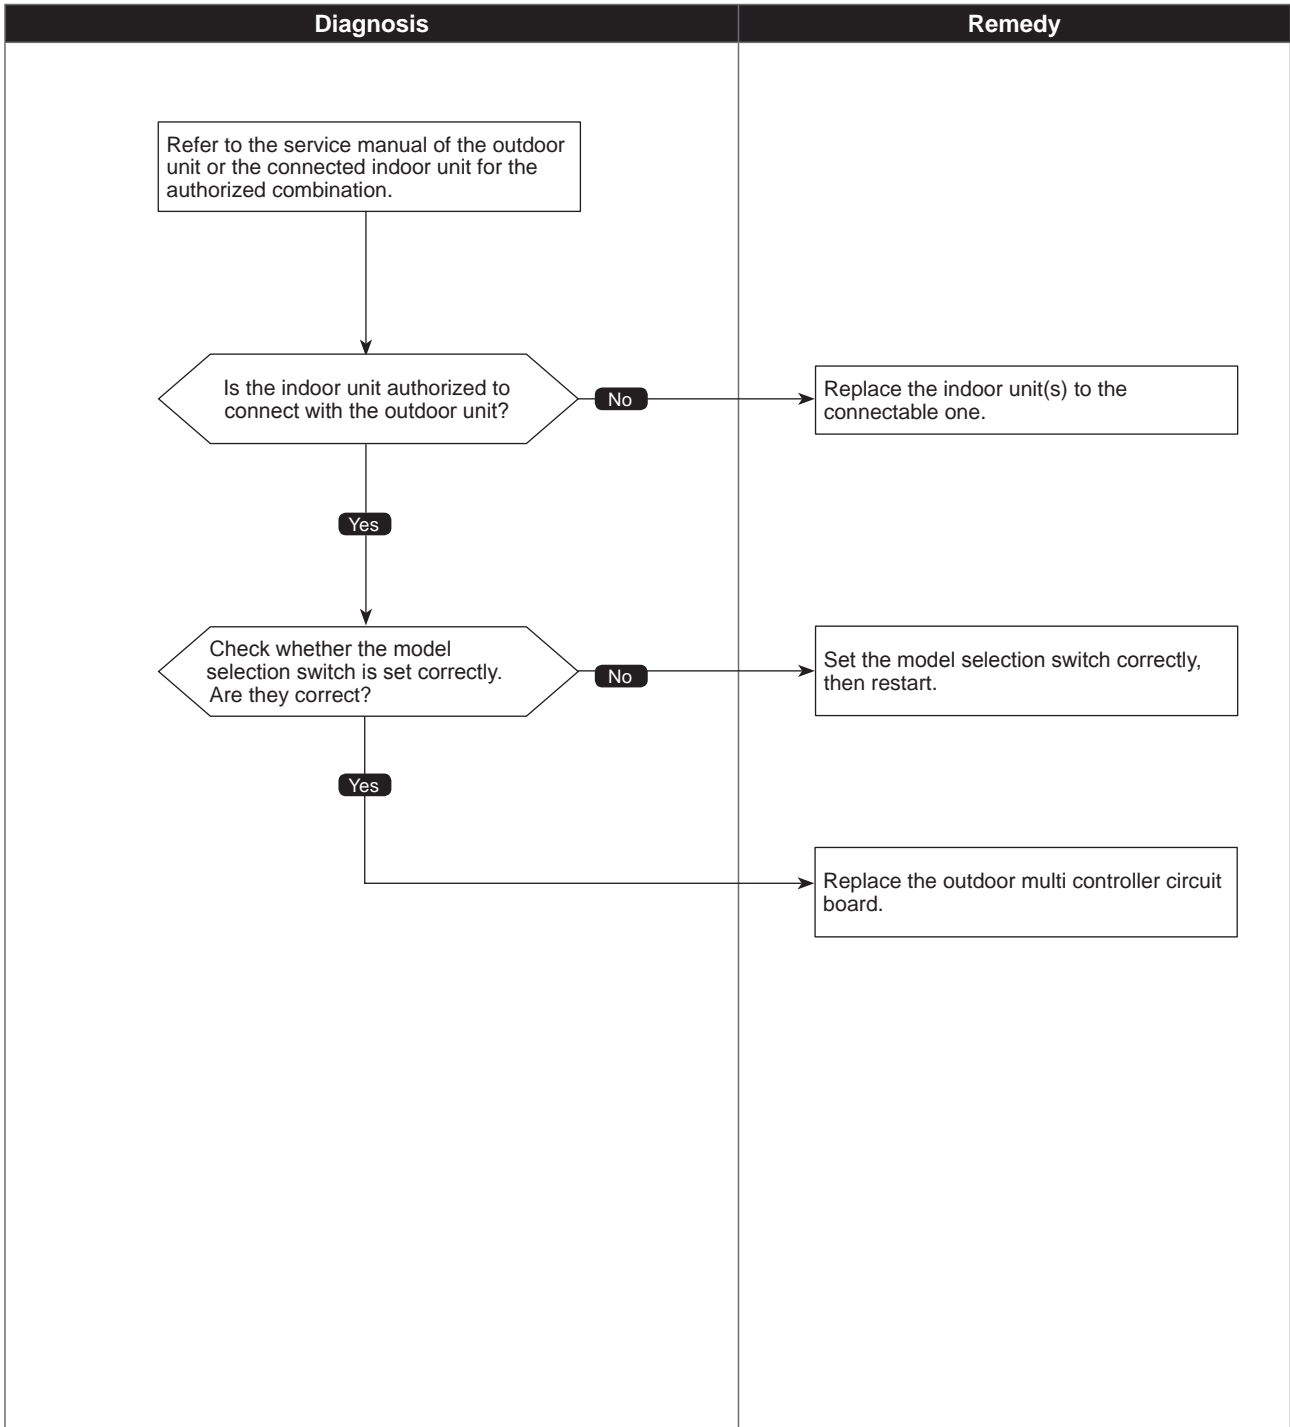 Diagnosis
Remedy
Refer to the service manual of the outdoor
unit or the connected indoor unit for the
authorized combination.
Is the indoor unit authorized to
connect with the outdoor unit?
No
Replace the indoor unit(s) to the
connectable one.
Yes
Check whether the model
selection switch is set correctly.
Are they correct?
No
Set the model selection switch correctly,
then restart.
Yes
Replace the outdoor multi controller circuit
board.